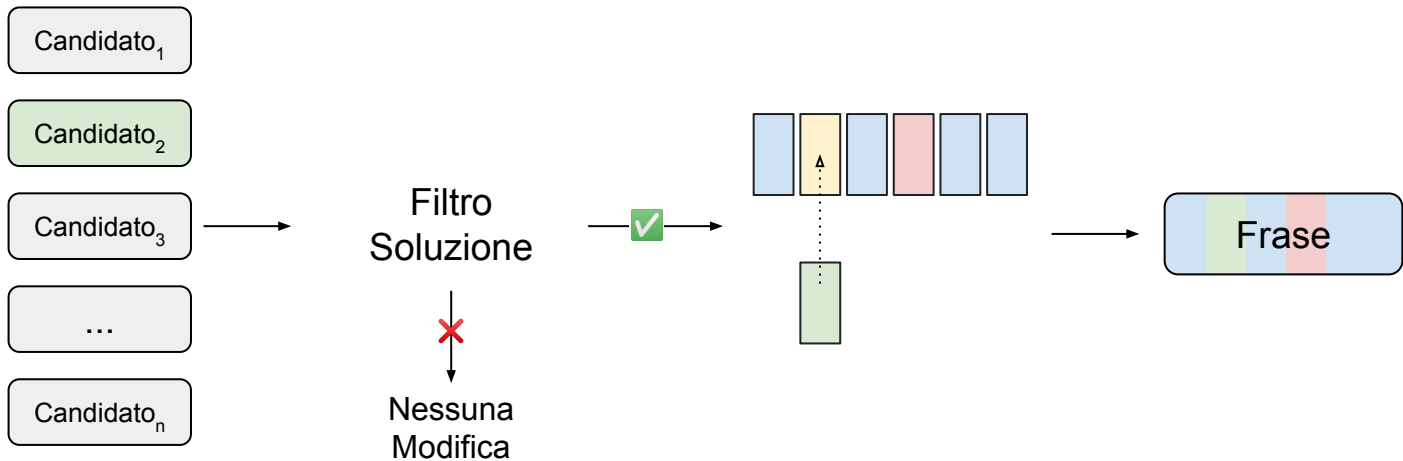 Candidato1
Candidato2
Candidato3
...
Candidaton
Filtro
Soluzione
Nessuna
Modifica
Frase